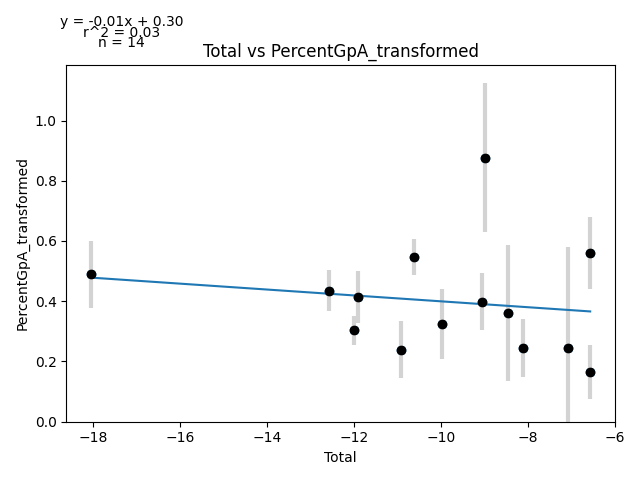 y = -0.01x + 0.30
r^2 = 0.03
n = 14
Total vs PercentGpA_transformed
PercentGpA_transformed
1.0
0.8
0.6
0.4
0.2
0.0
−18
−16
−14
−12
−10
−8
−6
Total